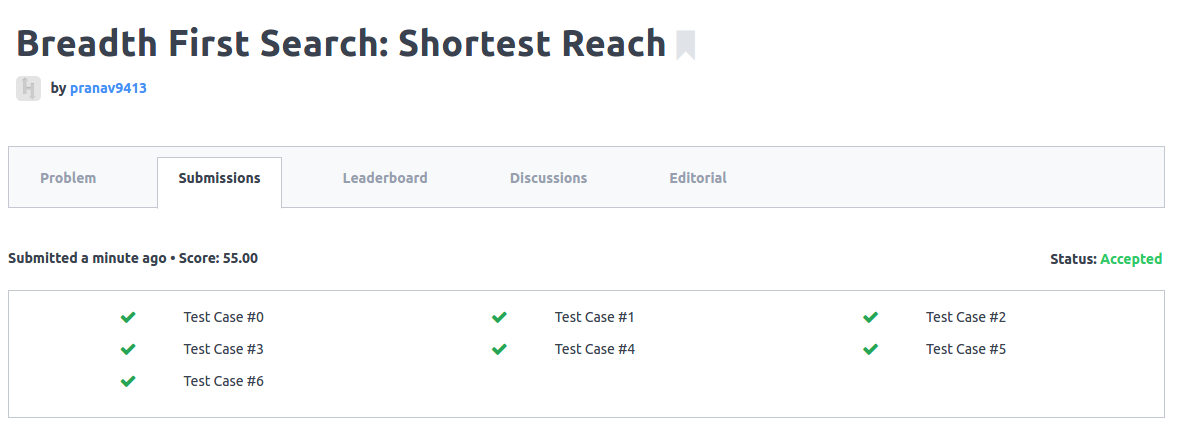 Breadth First Search: Shortest Reach
by pranav9413
Problem Submissions Leaderboard Discussions Editorial
Submitted a minute ago • Score: 55.00 Status: Accepted
Test Case #0 Test Case #1 Test Case #2
Test Case #3 Test Case #4 Test Case #5
Test Case #6